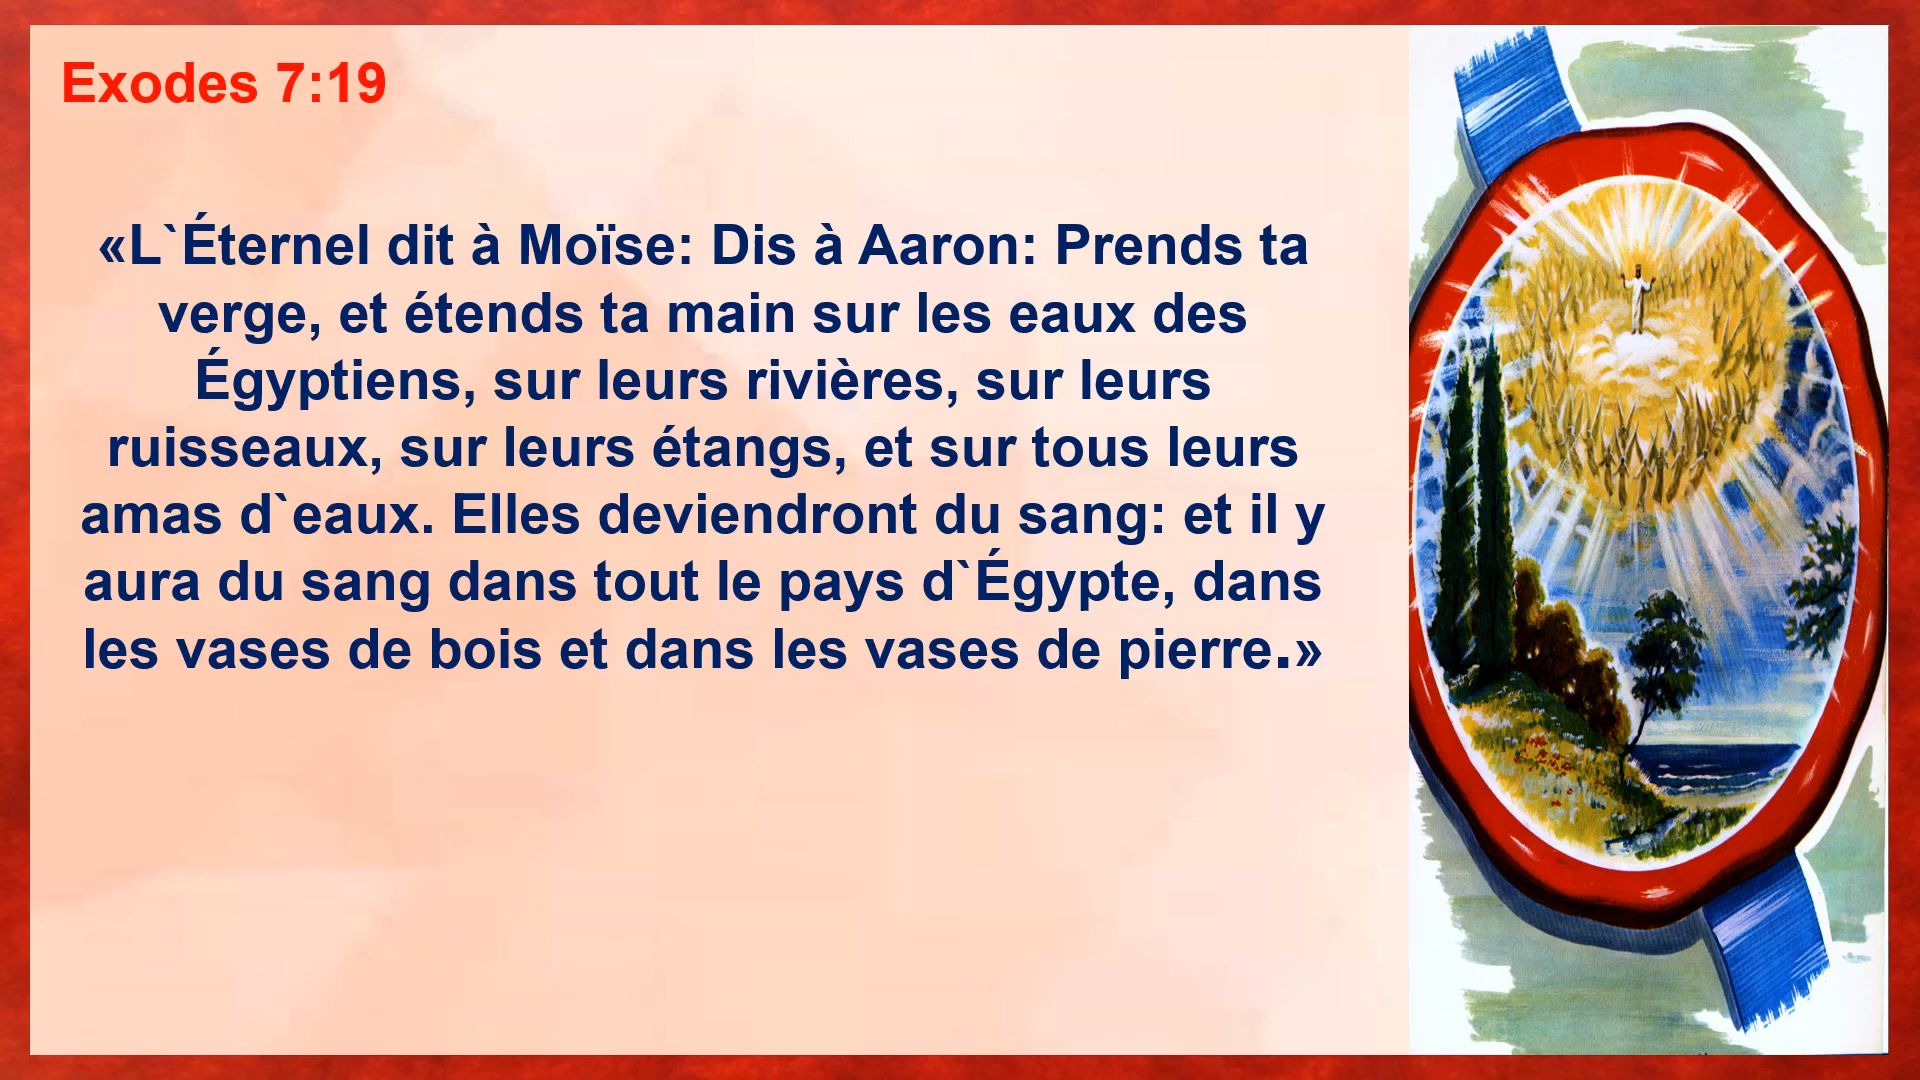 Exodes 7:19
«L`Éternel dit à Moïse: Dis à Aaron: Prends ta
verge, et étends ta main sur les eaux des
Égyptiens, sur leurs rivières, sur leurs
ruisseaux, sur leurs étangs, et sur tous leurs
amas d`eaux. Elles deviendront du sang: et il y
aura du sang dans tout le pays d`Égypte, dans
les vases de bois et dans les vases de pierre.»